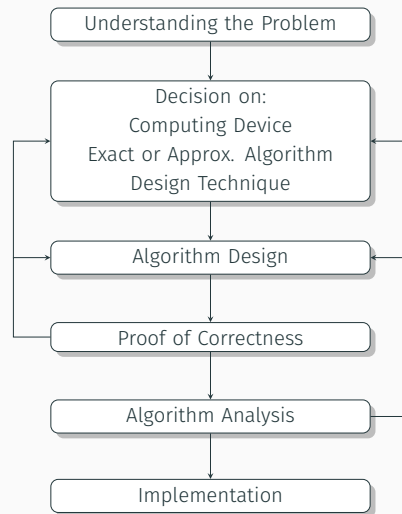 Understanding the Problem
Decision on:
Computing Device
Exact or Approx. Algorithm
Design Technique
Algorithm Design
Proof of Correctness
Algorithm Analysis
Implementation